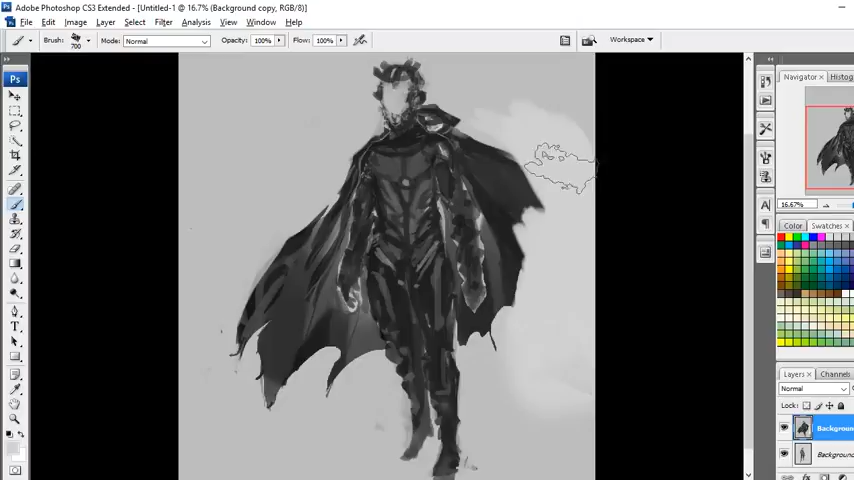 Adobe Photoshop CS3 Extended - [Untitled-1 @ 16.7% (Background copy, RGB/8)]
File Edit Image Layer Select Filter Analysis View Window Help
Brush: 700 Mode: Normal Opacity: 100% Flow: 100% Workspace
Ps
Navigator × Histog
16.67%
Color Swatches ×
Layers × Channels
Normal
Lock:
Backgroun
Background